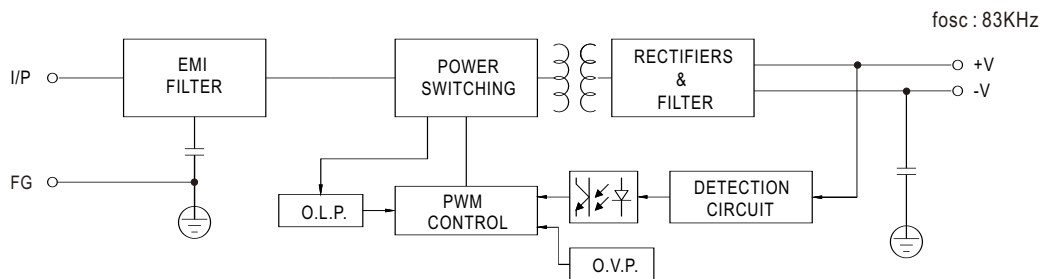 fosc : 83KHz
I/P
EMI
FILTER
POWER
SWITCHING
RECTIFIERS
&
FILTER
+V
-V
FG
O.L.P.
PWM
CONTROL
DETECTION
CIRCUIT
O.V.P.